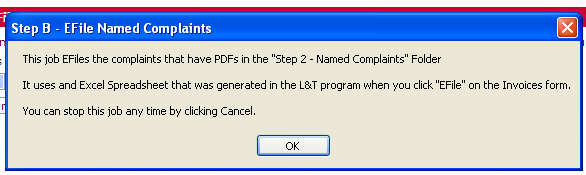 Step B - EFile Named Complaints
This job EFiles the complaints that have PDFs in the "Step 2 - Named Complaints" Folder
It uses and Excel Spreadsheet that was generated in the L&T program when you click "EFile" on the Invoices form.
You can stop this job any time by clicking Cancel.
OK